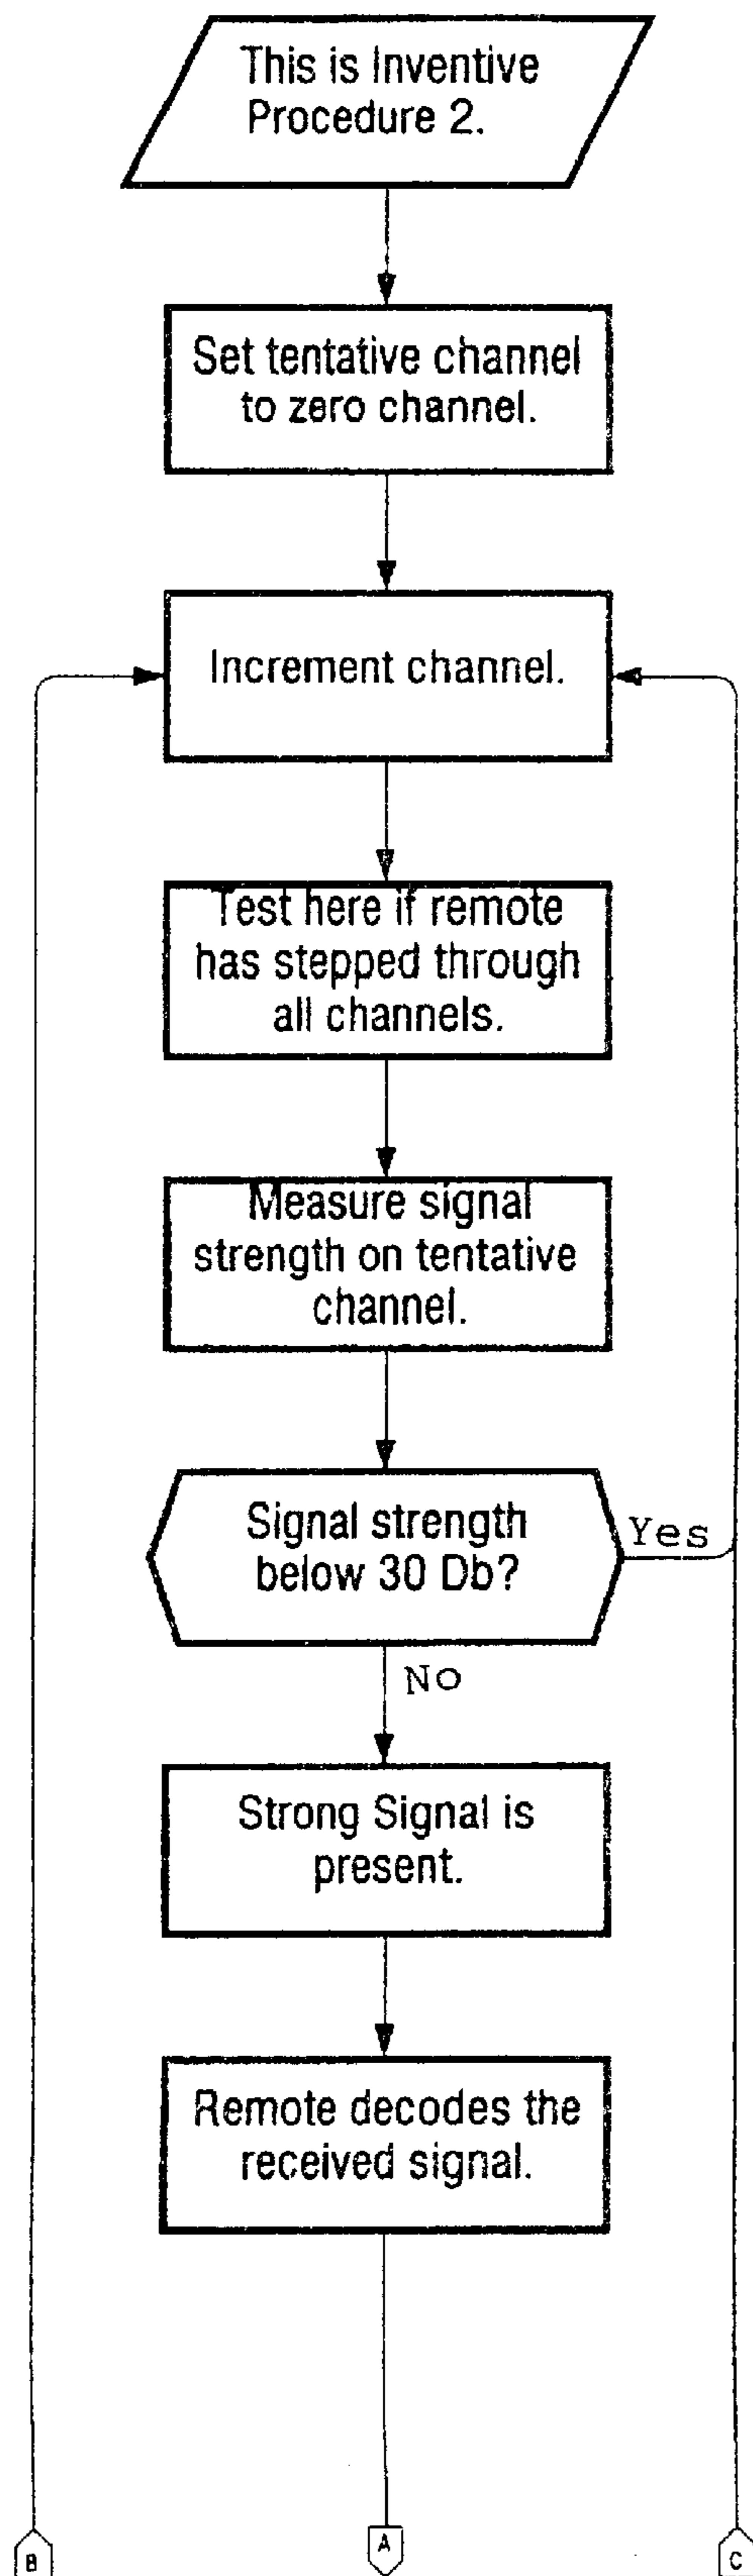 This is Inventive
Procedure 2.
Set tentative channel
to zero channel.
Increment channel.
Test here if remote
has stepped through
all channels.
Measure signal
strength on tentative
channel.
Signal strength
below 30 Db?
Yes
No
Strong Signal is
present.
Remote decodes the
received signal.
B
A
C